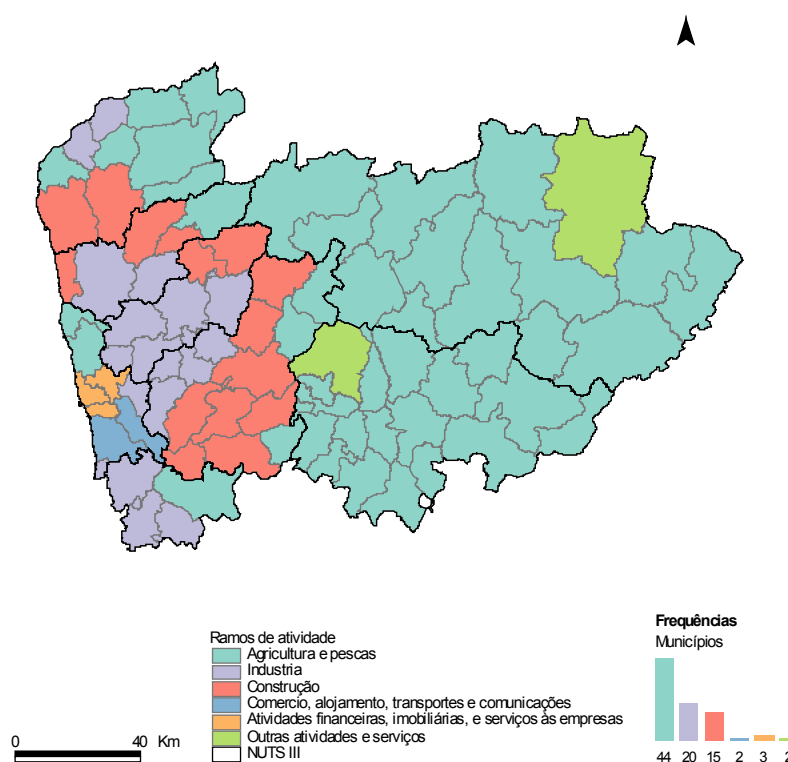 Ramos de atividade
Agricultura e pescas
Industria
Construção
Comercio, alojamento, transportes e comunicações
Atividades financeiras, imobiliárias, e serviços às empresas
Outras atividades e serviços
NUTS III
0 40 Km
Frequências
Municípios
44 20 15 2 3 2